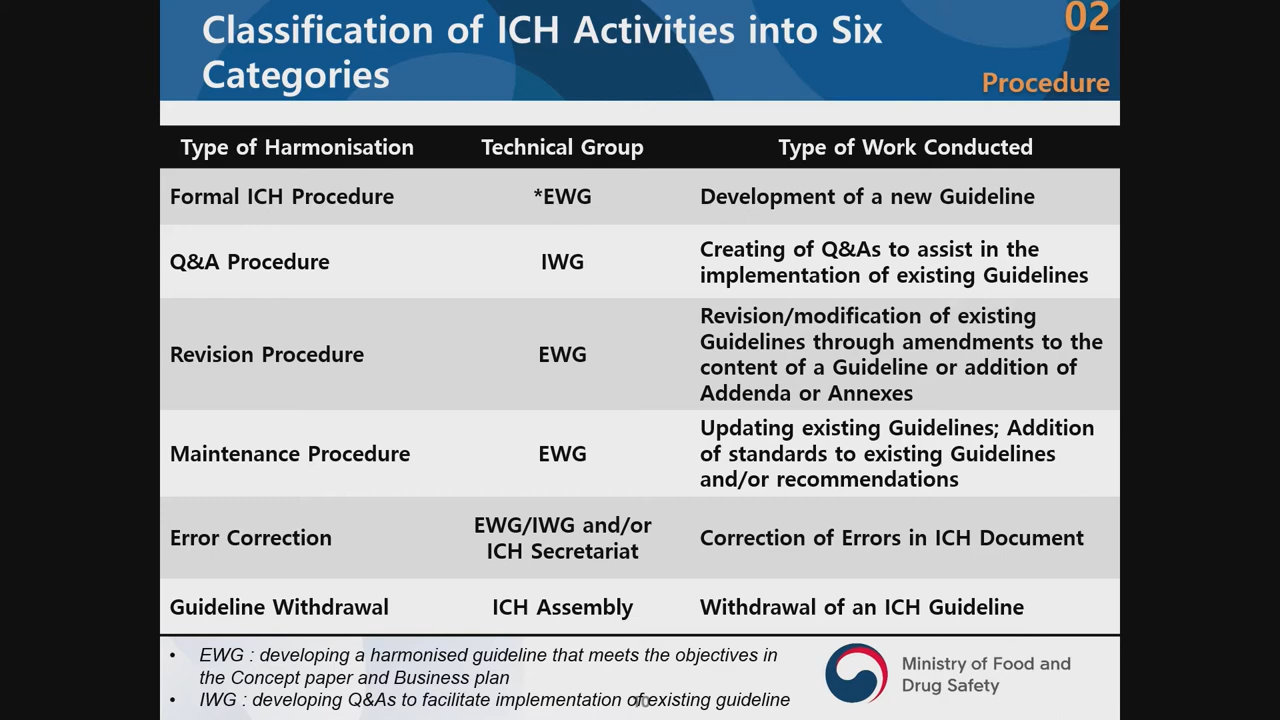 Classification of ICH Activities into Six
Categories
02
Procedure
Type of Harmonisation
Technical Group
Type of Work Conducted
Formal ICH Procedure
*EWG
Development of a new Guideline
Q&A Procedure
IWG
Creating of Q&As to assist in the
implementation of existing Guidelines
Revision Procedure
EWG
Revision/modification of existing
Guidelines through amendments to the
content of a Guideline or addition of
Addenda or Annexes
Maintenance Procedure
EWG
Updating existing Guidelines; Addition
of standards to existing Guidelines
and/or recommendations
Error Correction
EWG/IWG and/or
ICH Secretariat
Correction of Errors in ICH Document
Guideline Withdrawal
ICH Assembly
Withdrawal of an ICH Guideline
• EWG : developing a harmonised guideline that meets the objectives in
the Concept paper and Business plan
• IWG : developing Q&As to facilitate implementation of existing guideline
Ministry of Food and
Drug Safety